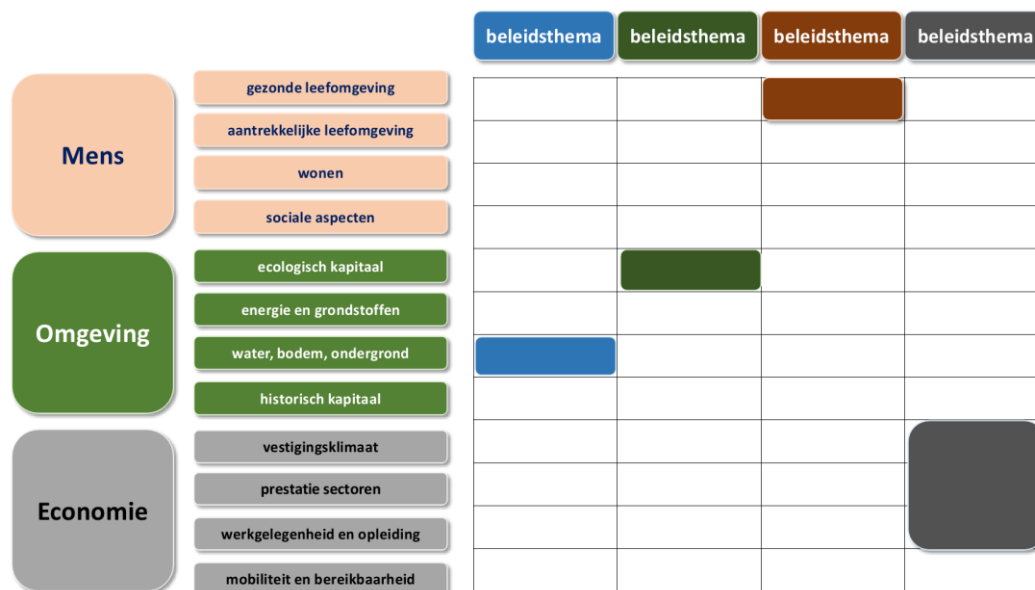 beleidsthema beleidsthema beleidsthema beleidsthema
Mens
gezonde leefomgeving
aantrekkelijke leefomgeving
wonen
sociale aspecten
Omgeving
ecologisch kapitaal
energie en grondstoffen
water, bodem, ondergrond
historisch kapitaal
Economie
vestigingsklimaat
prestatie sectoren
werkgelegenheid en opleiding
mobiliteit en bereikbaarheid